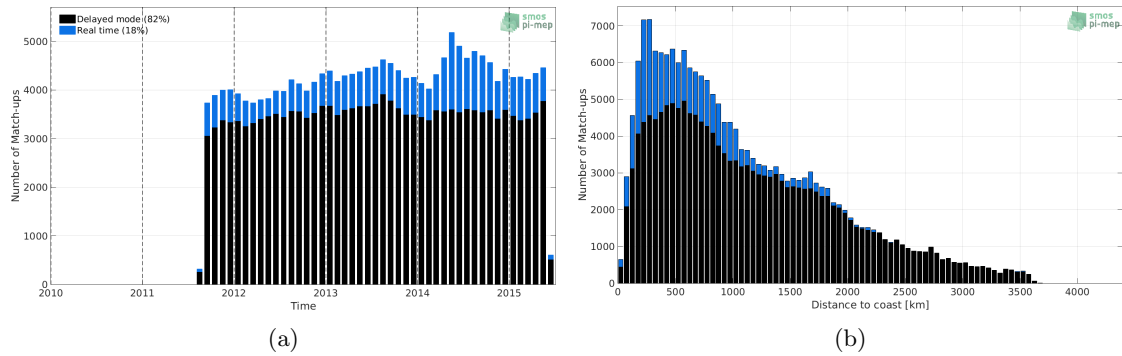 Delayed mode (82%)
Real time (18%)
smos
pi-mep
5000
4000
3000
2000
1000
0
Number of Match-ups
2010 2011 2012 2013 2014 2015
Time
(a)
smos
pi-mep
7000
6000
5000
4000
3000
2000
1000
0
Number of Match-ups
0 500 1000 1500 2000 2500 3000 3500 4000
Distance to coast [km]
(b)